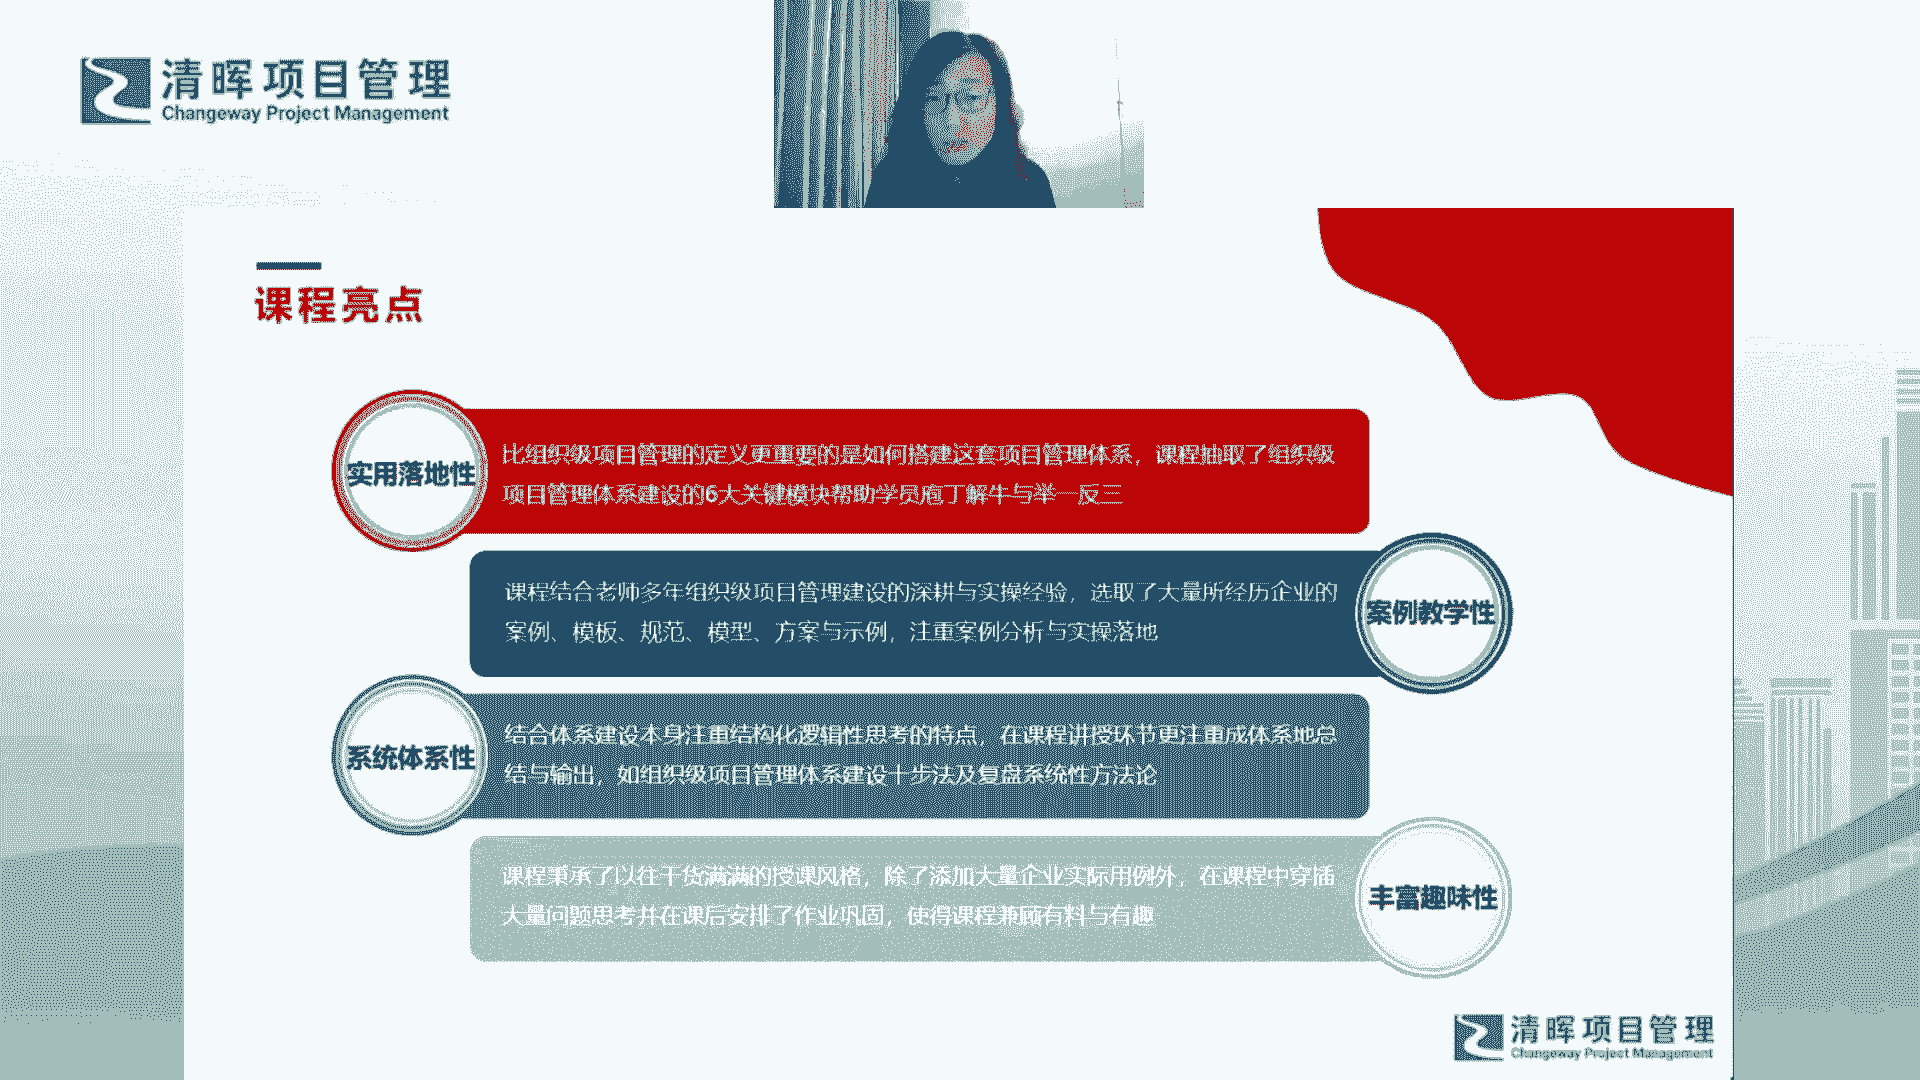 清晖项目管理
Changeway Project Management
课程亮点
实用落地性
比组织级项目管理的定义更重要的是如何搭建这套项目管理体系，课程抽取了组织级
项目管理体系建设的6大关键模块帮助学员庖丁解牛与举一反三
课程结合老师多年组织级项目管理建设的深耕与实操经验，选取了大量所经历企业的
案例、模板、规范、模型、方案与示例，注重案例分析与实操落地
案例教学性
系统体系性
结合体系建设本身注重结构化逻辑性思考的特点，在课程讲授环节更注重成体系地总
结与输出，如组织级项目管理体系建设十步法及复盘系统性方法论
课程秉承了以往干货满满的授课风格，除了添加大量企业实际用例外，在课程中穿插
大量问题思考并在课后安排了作业巩固，使得课程兼顾有料与有趣
丰富趣味性
清晖项目管理
Changeway Project Management